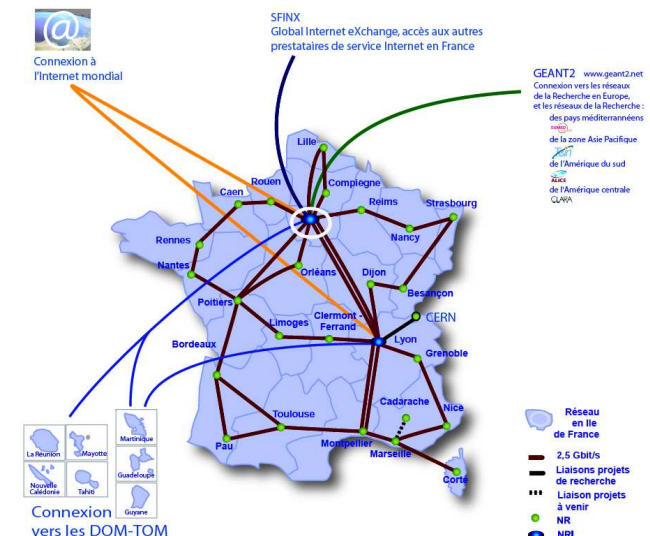 SFINX
Global Internet eXchange, accès aux autres
prestataires de service Internet en France
Connexion à
l'Internet mondial
GEANT2 www.geant2.net
Connexion vers les réseaux
de la Recherche en Europe,
et les réseaux de la Recherche :
des pays méditerrannéens
de la zone Asie Pacifique
de l'Amérique du sud
ALICE
de l'Amérique centrale
CLARA
Lille
Rouen
Compiegne
Caen
Reims
Strasbourg
Rennes
Nancy
Nantes
Orléans
Dijon
Besançon
Poitiers
Limoges
Clermont -
Ferrand
CERN
Lyon
Bordeaux
Grenoble
Cadarache
Toulouse
Nice
Pau
Montpellier
Marseille
Corté
La Réunion
Mayotte
Martinique
Nouvelle
Calédonie
Tahiti
Guadeloupe
Guyane
Connexion
vers les DOM-TOM
Réseau
en Ile
de France
2,5 Gbit/s
Liaisons projets
de recherche
Liaison projets
à venir
NR
NRI